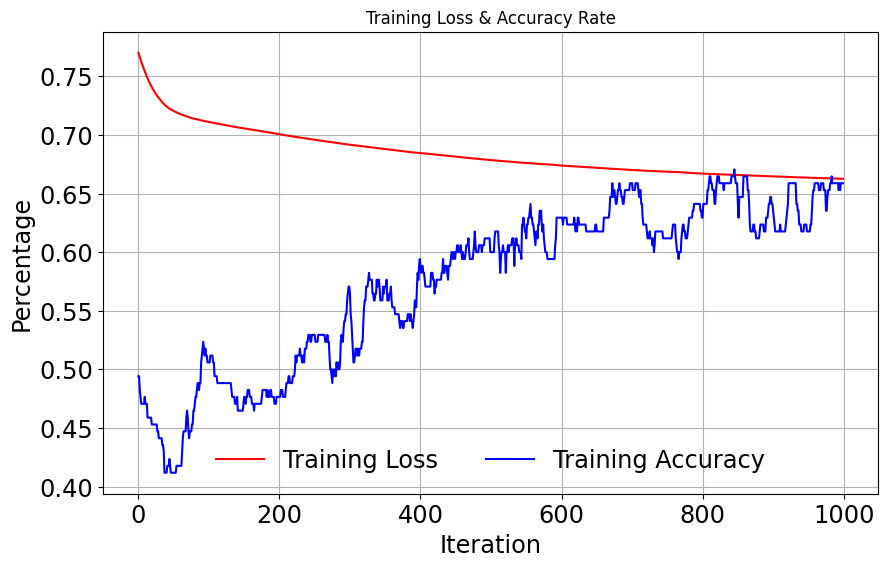 Training Loss & Accuracy Rate
Percentage
0.75
0.70
0.65
0.60
0.55
0.50
0.45
0.40
Training Loss Training Accuracy
0 200 400 600 800 1000
Iteration